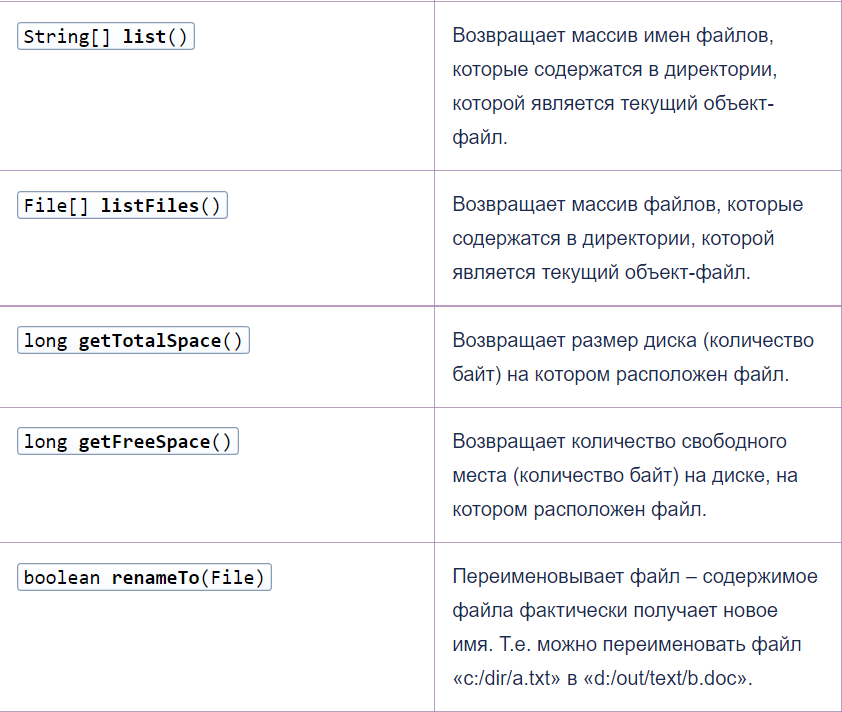 String[] list()
Возвращает массив имен файлов,
которые содержатся в директории,
которой является текущий объект-
файл.
File[] listFiles()
Возвращает массив файлов, которые
содержатся в директории, которой
является текущий объект-файл.
long getTotalSpace()
Возвращает размер диска (количество
байт) на котором расположен файл.
long getFreeSpace()
Возвращает количество свободного
места (количество байт) на диске, на
котором расположен файл.
boolean renameTo(File)
Переименовывает файл – содержимое
файла фактически получает новое
имя. Т.е. можно переименовать файл
«c:/dir/a.txt» в «d:/out/text/b.doc».